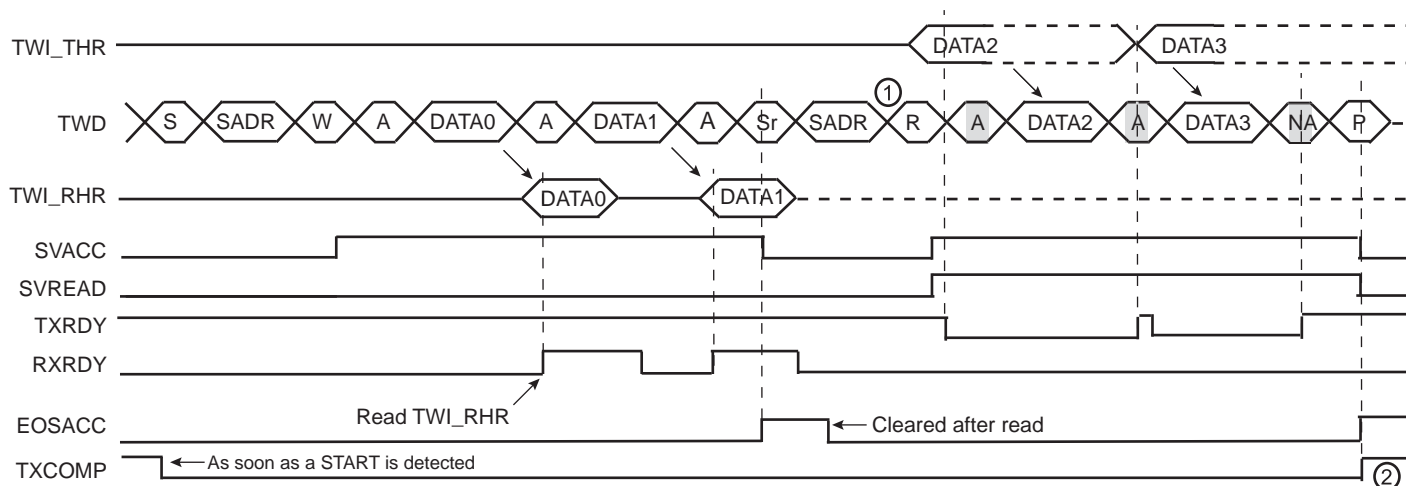 TWI_THR DATA2 DATA3
①
TWD S SADR W A DATA0 A DATA1 A Sr SADR R A DATA2 A DATA3 NA P
TWI_RHR DATA0 DATA1
SVACC
SVREAD
TXRDY
RXRDY
Read TWI_RHR
EOSACC Cleared after read
TXCOMP As soon as a START is detected ②